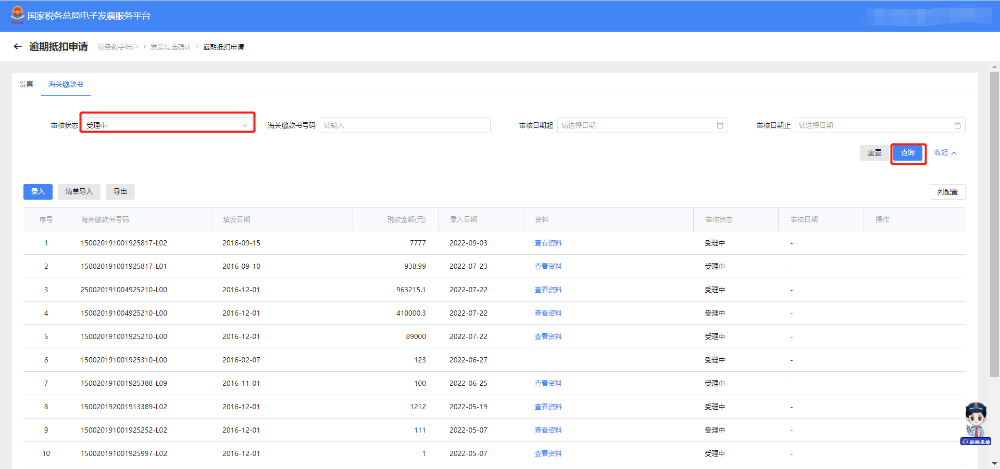 国家税务总局电子发票服务平台
逾期抵扣申请 税务数字账户 > 发票勾选确认 > 逾期抵扣申请
发票 海关缴款书
审核状态 受理中 海关缴款书号码 请输入 审核日期起 请选择日期 审核日期止 请选择日期
重置 查询 收起
录入 清单导入 导出 列配置
序号 海关缴款书号码 填发日期 税款金额(元) 录入日期 资料 审核状态 审核日期 操作
1 150020191001925817-L02 2016-09-15 7777 2022-09-03 查看资料 受理中 -
2 150020191001925817-L01 2016-09-10 938.99 2022-07-23 查看资料 受理中 -
3 250020191004925210-L00 2016-12-01 963215.1 2022-07-22 查看资料 受理中 -
4 150020191004925210-L00 2016-12-01 410000.3 2022-07-22 查看资料 受理中 -
5 150020191001925210-L00 2016-12-01 89000 2022-07-22 查看资料 受理中 -
6 150020191001925310-L00 2016-02-07 123 2022-06-27 受理中 -
7 150020191001925388-L09 2016-11-01 100 2022-06-25 查看资料 受理中 -
8 150020192001913389-L02 2016-12-01 1212 2022-05-19 查看资料 受理中 -
9 150020191001925252-L02 2016-12-01 111 2022-05-07 查看资料 受理中 -
10 150020191001925997-L02 2016-12-01 1 2022-05-07 查看资料 受理中 -
征纳互动